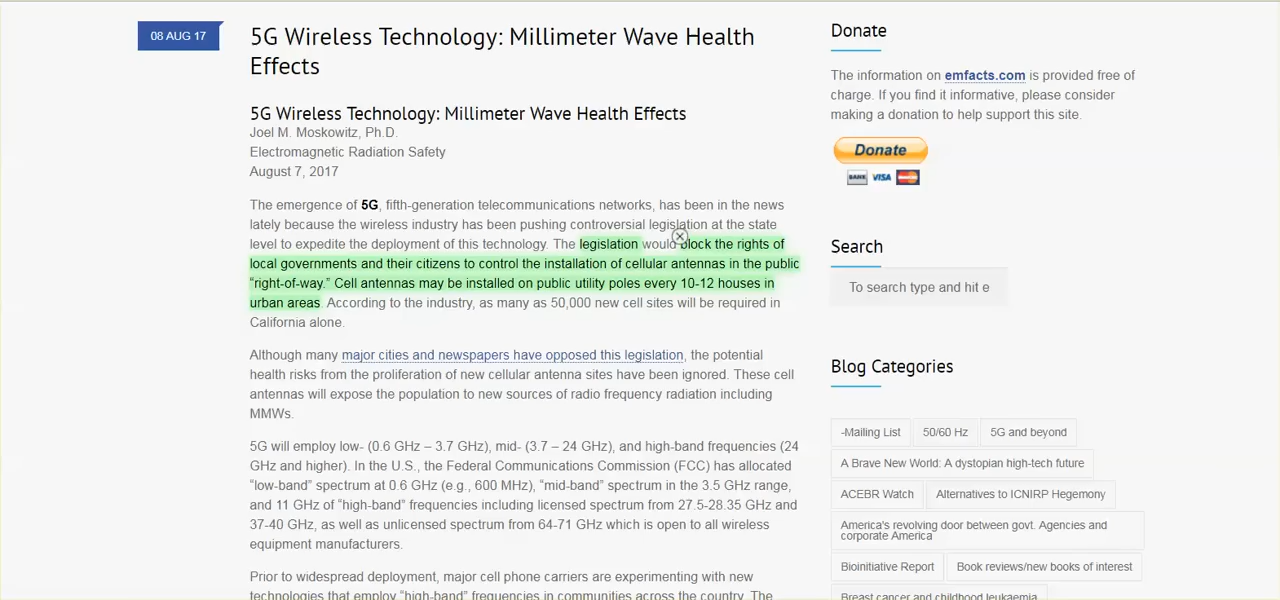 08 AUG 17
5G Wireless Technology: Millimeter Wave Health
Effects
5G Wireless Technology: Millimeter Wave Health Effects
Joel M. Moskowitz, Ph.D.
Electromagnetic Radiation Safety
August 7, 2017
The emergence of 5G, fifth-generation telecommunications networks, has been in the news
lately because the wireless industry has been pushing controversial legislation at the state
level to expedite the deployment of this technology. The legislation would block the rights of
local governments and their citizens to control the installation of cellular antennas in the public
“right-of-way.” Cell antennas may be installed on public utility poles every 10-12 houses in
urban areas. According to the industry, as many as 50,000 new cell sites will be required in
California alone.
Although many major cities and newspapers have opposed this legislation, the potential
health risks from the proliferation of new cellular antenna sites have been ignored. These cell
antennas will expose the population to new sources of radio frequency radiation including
MMWs.
5G will employ low- (0.6 GHz – 3.7 GHz), mid- (3.7 – 24 GHz), and high-band frequencies (24
GHz and higher). In the U.S., the Federal Communications Commission (FCC) has allocated
“low-band” spectrum at 0.6 GHz (e.g., 600 MHz), “mid-band” spectrum in the 3.5 GHz range,
and 11 GHz of “high-band” frequencies including licensed spectrum from 27.5-28.35 GHz and
37-40 GHz, as well as unlicensed spectrum from 64-71 GHz which is open to all wireless
equipment manufacturers.
Prior to widespread deployment, major cell phone carriers are experimenting with new
technologies that employ “high-band” frequencies in communities across the country. The
Donate
The information on emfacts.com is provided free of
charge. If you find it informative, please consider
making a donation to help support this site.
Donate
BANK VISA
Search
To search type and hit e
Blog Categories
-Mailing List
50/60 Hz
5G and beyond
A Brave New World: A dystopian high-tech future
ACEBR Watch
Alternatives to ICNIRP Hegemony
America's revolving door between govt. Agencies and
corporate America
Bioinitiative Report
Book reviews/new books of interest
Breast cancer and childhood leukaemia